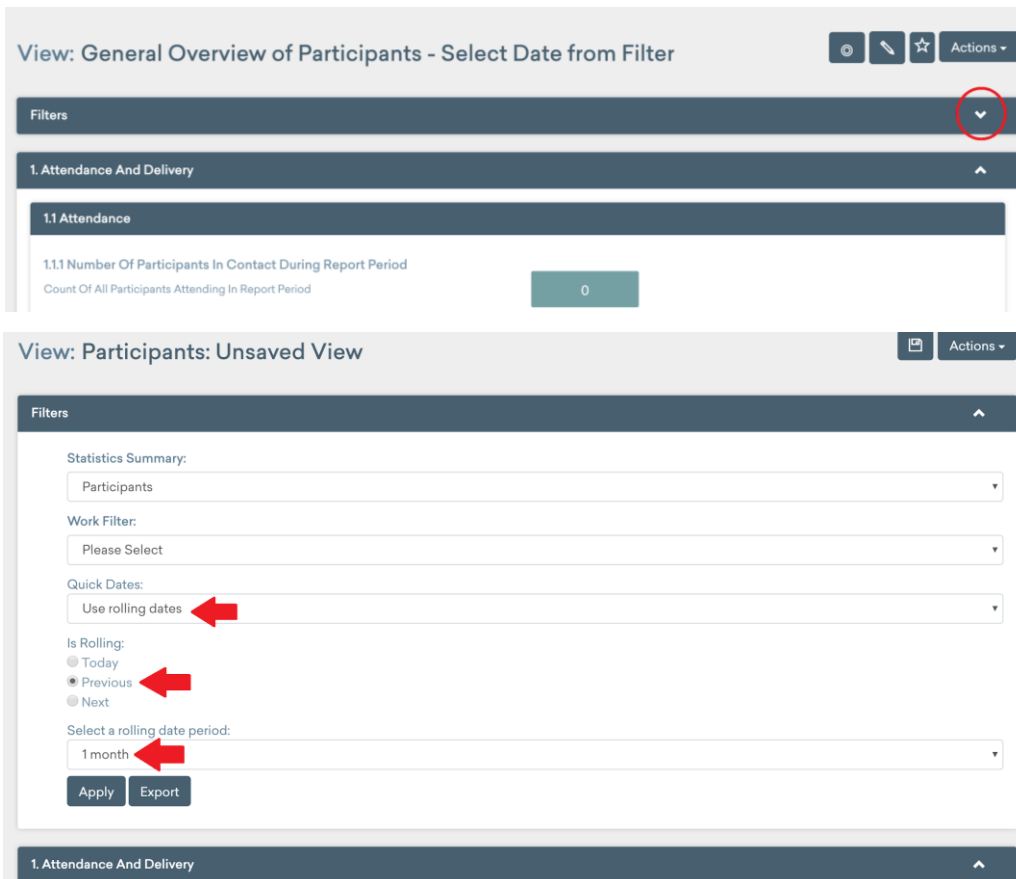 View: General Overview of Participants - Select Date from Filter
Actions
Filters
1. Attendance And Delivery
1.1 Attendance
1.1.1 Number Of Participants In Contact During Report Period
Count Of All Participants Attending In Report Period
0
View: Participants: Unsaved View
Actions
Filters
Statistics Summary:
Participants
Work Filter:
Please Select
Quick Dates:
Use rolling dates
Is Rolling:
Today
Previous
Next
Select a rolling date period:
1 month
Apply Export
1. Attendance And Delivery